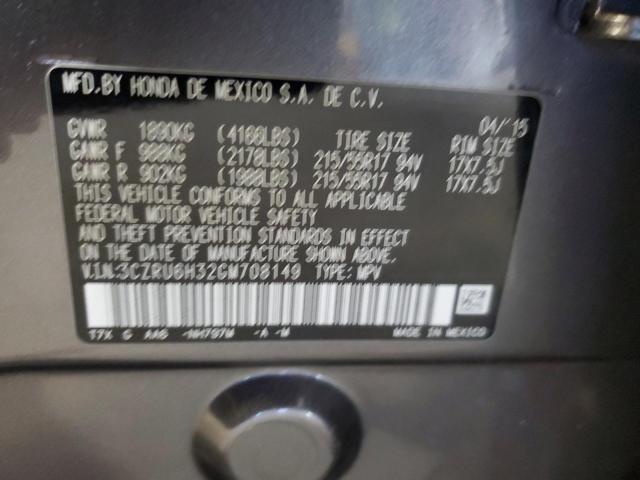 MFD. BY HONDA DE MEXICO S.A. DE C.V.
04/'15
GVWR 1890KG (4166LBS) TIRE SIZE RIM SIZE
GAWR F 988KG (2178LBS) 215/55R17 94V 17X7.5J
GAWR R 902KG (1988LBS) 215/55R17 94V 17X7.5J
THIS VEHICLE CONFORMS TO ALL APPLICABLE
FEDERAL MOTOR VEHICLE SAFETY
AND THEFT PREVENTION STANDARDS IN EFFECT
ON THE DATE OF MANUFACTURE SHOWN ABOVE.
V.I.N.:3CZRU6H32GM708149 TYPE: MPV
T7X G AA6 -NH797M -A -M MADE IN MEXICO